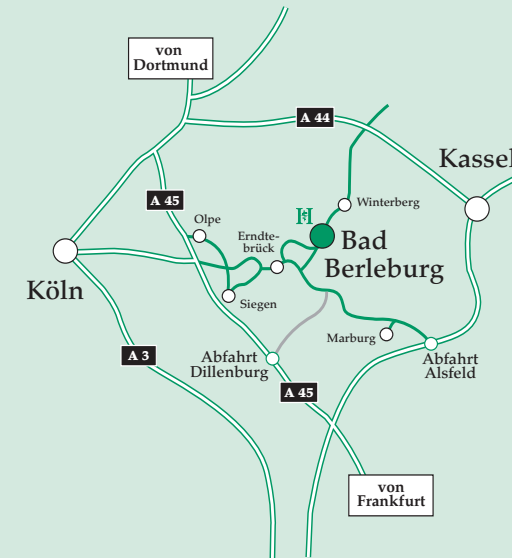 von
Dortmund
A 44
Kassel
A 45
Winterberg
Olpe
H
Erndte-
brück
Bad
Berleburg
Köln
Siegen
Marburg
A 3
Abfahrt
Dillenburg
Abfahrt
Alsfeld
A 45
von
Frankfurt